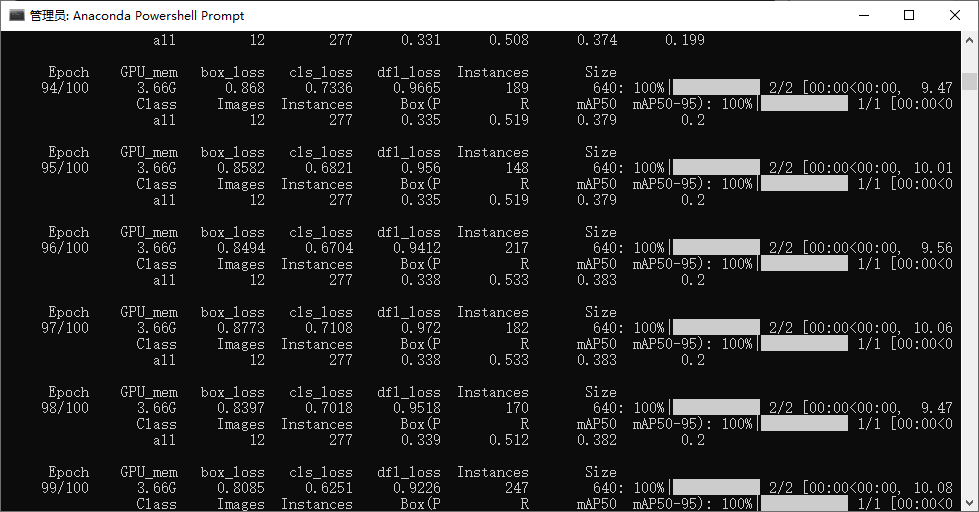 管理员: Anaconda Powershell Prompt
all 12 277 0.331 0.508 0.374 0.199
Epoch GPU_mem box_loss cls_loss dfl_loss Instances Size
94/100 3.66G 0.868 0.7336 0.9665 189 640: 100%| 2/2 [00:00<00:00, 9.47
Class Images Instances Box(P R mAP50 mAP50-95): 100%| 1/1 [00:00<0
all 12 277 0.335 0.519 0.379 0.2
Epoch GPU_mem box_loss cls_loss dfl_loss Instances Size
95/100 3.66G 0.8582 0.6821 0.956 148 640: 100%| 2/2 [00:00<00:00, 10.01
Class Images Instances Box(P R mAP50 mAP50-95): 100%| 1/1 [00:00<0
all 12 277 0.335 0.519 0.379 0.2
Epoch GPU_mem box_loss cls_loss dfl_loss Instances Size
96/100 3.66G 0.8494 0.6704 0.9412 217 640: 100%| 2/2 [00:00<00:00, 9.56
Class Images Instances Box(P R mAP50 mAP50-95): 100%| 1/1 [00:00<0
all 12 277 0.338 0.533 0.383 0.2
Epoch GPU_mem box_loss cls_loss dfl_loss Instances Size
97/100 3.66G 0.8773 0.7108 0.972 182 640: 100%| 2/2 [00:00<00:00, 10.06
Class Images Instances Box(P R mAP50 mAP50-95): 100%| 1/1 [00:00<0
all 12 277 0.338 0.533 0.383 0.2
Epoch GPU_mem box_loss cls_loss dfl_loss Instances Size
98/100 3.66G 0.8397 0.7018 0.9518 170 640: 100%| 2/2 [00:00<00:00, 9.47
Class Images Instances Box(P R mAP50 mAP50-95): 100%| 1/1 [00:00<0
all 12 277 0.339 0.512 0.382 0.2
Epoch GPU_mem box_loss cls_loss dfl_loss Instances Size
99/100 3.66G 0.8085 0.6251 0.9226 247 640: 100%| 2/2 [00:00<00:00, 10.08
Class Images Instances Box(P R mAP50 mAP50-95): 100%| 1/1 [00:00<0